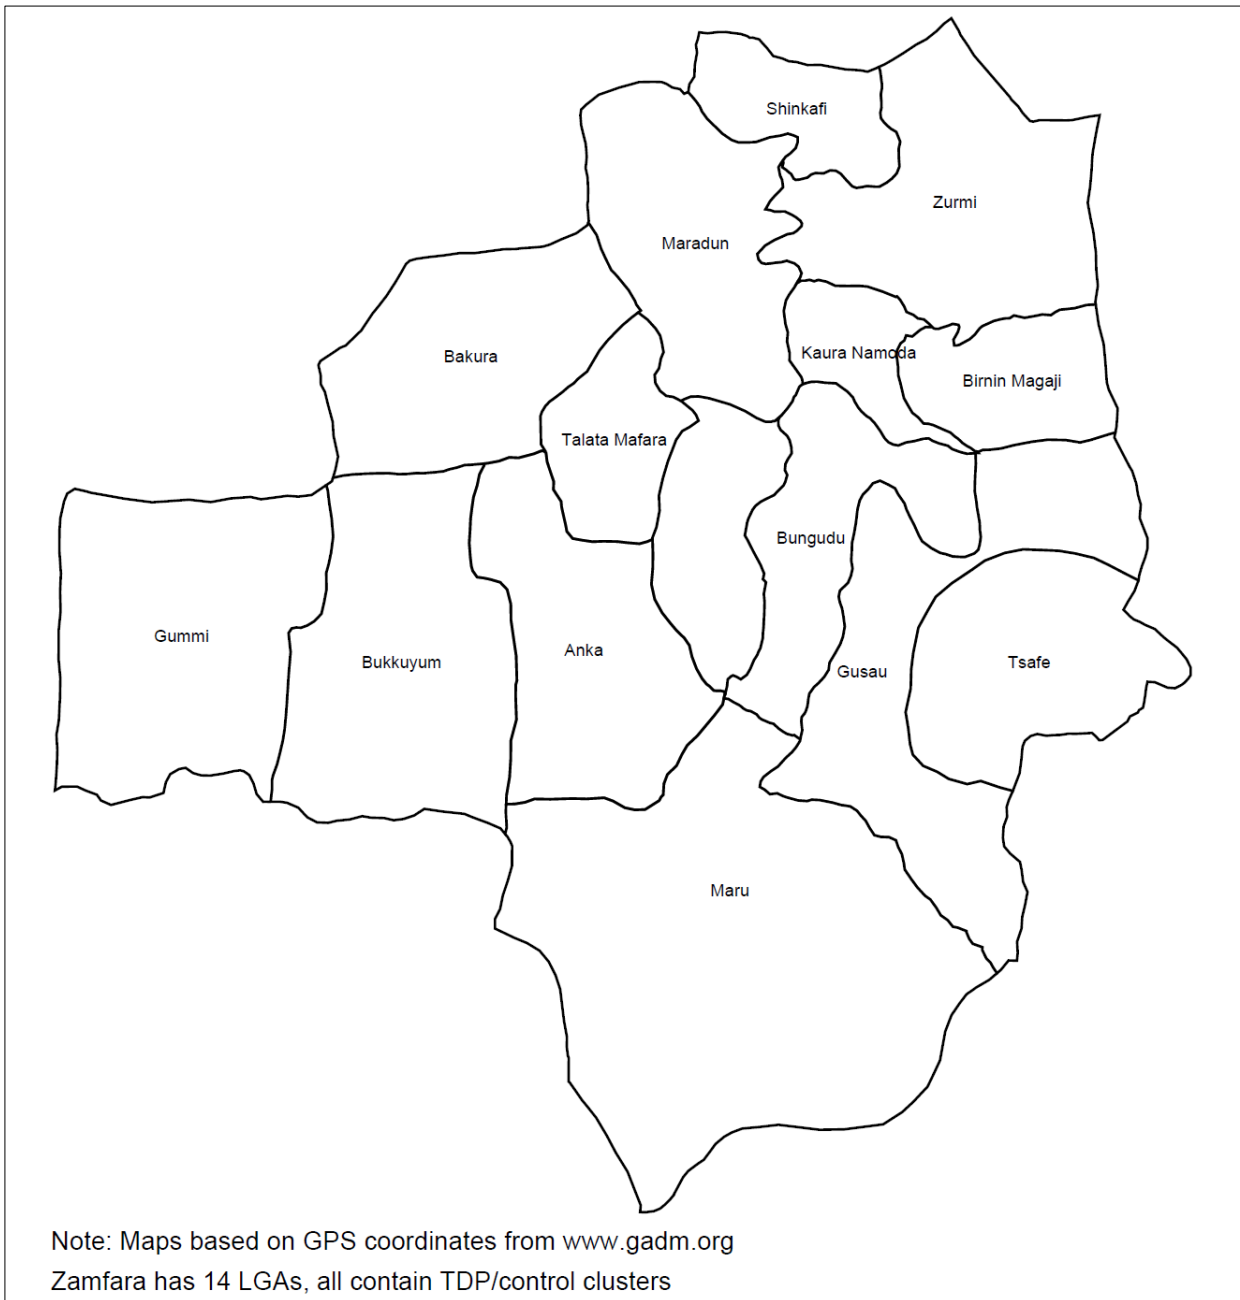 Shinkafi
Zurmi
Maradun
Kaura Namoda
Bakura
Birnin Magaji
Talata Mafara
Bungudu
Gummi
Anka
Bukkuyum
Tsafe
Gusau
Maru
Note: Maps based on GPS coordinates from www.gadm.org
Zamfara has 14 LGAs, all contain TDP/control clusters